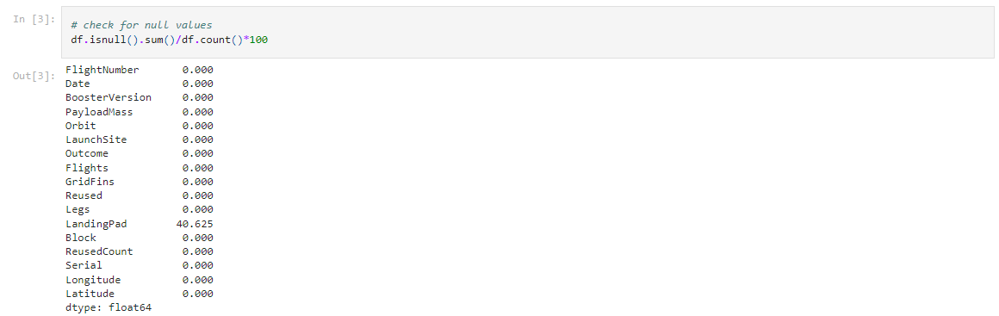 In [3]:
# check for null values
df.isnull().sum()/df.count()*100
Out[3]:
FlightNumber 0.000
Date 0.000
BoosterVersion 0.000
PayloadMass 0.000
Orbit 0.000
LaunchSite 0.000
Outcome 0.000
Flights 0.000
GridFins 0.000
Reused 0.000
Legs 0.000
LandingPad 40.625
Block 0.000
ReusedCount 0.000
Serial 0.000
Longitude 0.000
Latitude 0.000
dtype: float64